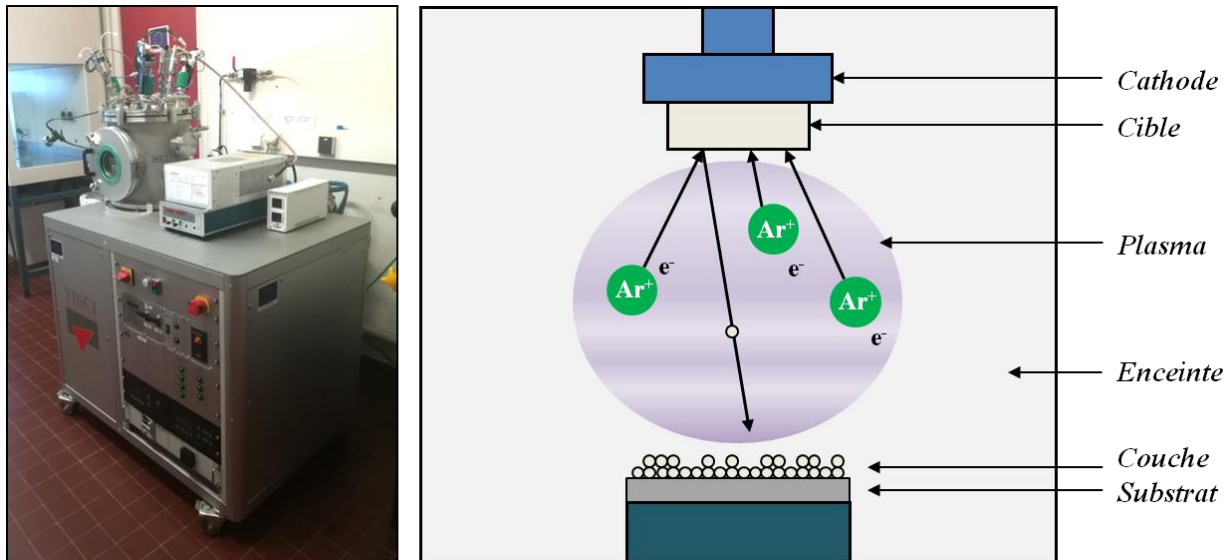 VINCI
Cathode
Cible
Plasma
Enceinte
Couche
Substrat
Ar⁺
e⁻
Ar⁺
e⁻
Ar⁺
e⁻